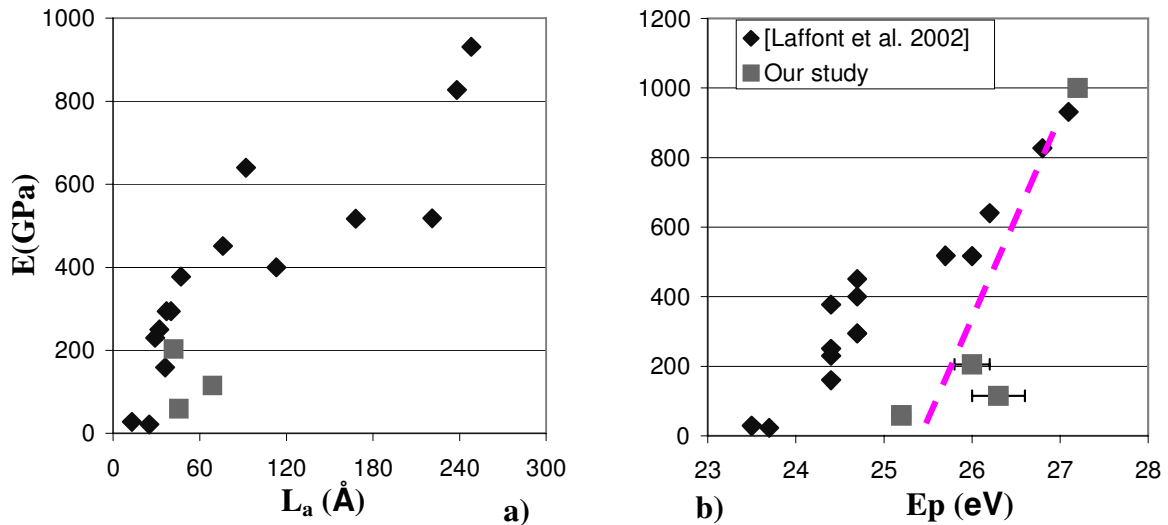 1000
800
600
400
200
0
E(GPa)
0 60 120 180 240 300
Lₐ (Å)
a)
1200
1000
800
600
400
200
0
[Laffont et al. 2002]
Our study
23 24 25 26 27 28
b)
Ep (eV)